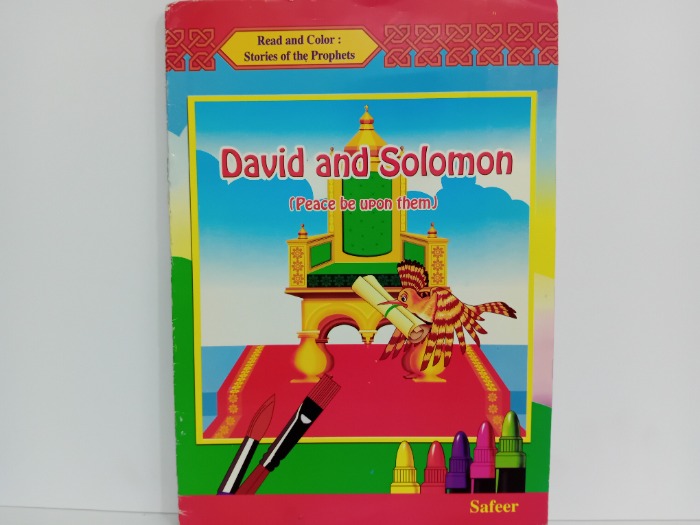 Read and Color :
Stories of the Prophets
David and Solomon
(Peace be upon them)
Safeer